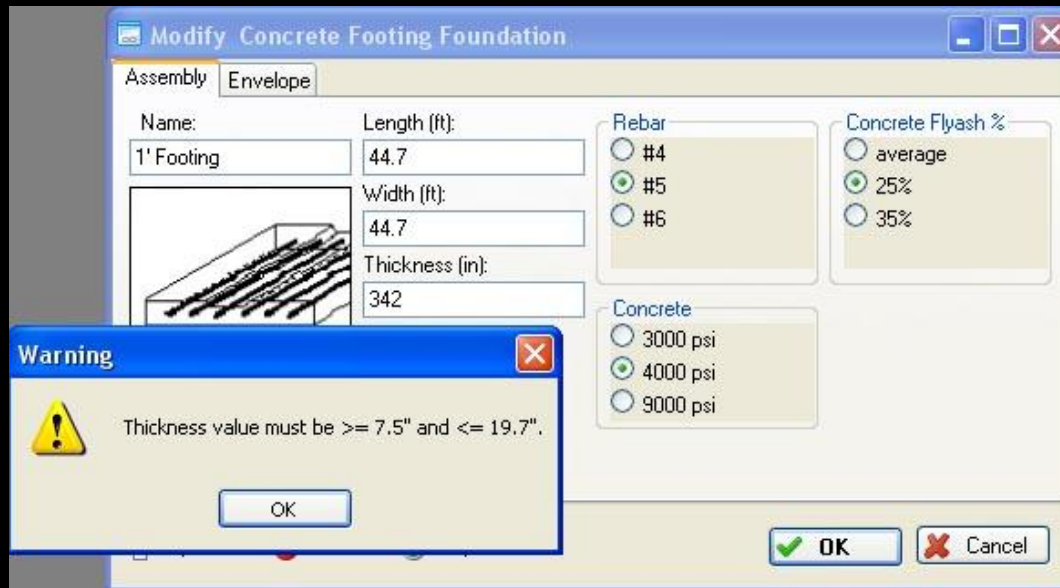 Modify Concrete Footing Foundation
Assembly
Envelope
Name:
1' Footing
Length (ft):
44.7
Width (ft):
44.7
Thickness (in):
342
Rebar
#4
#5
#6
Concrete Flyash %
average
25%
35%
Concrete
3000 psi
4000 psi
9000 psi
Warning
Thickness value must be >= 7.5" and <= 19.7".
OK
OK
Cancel